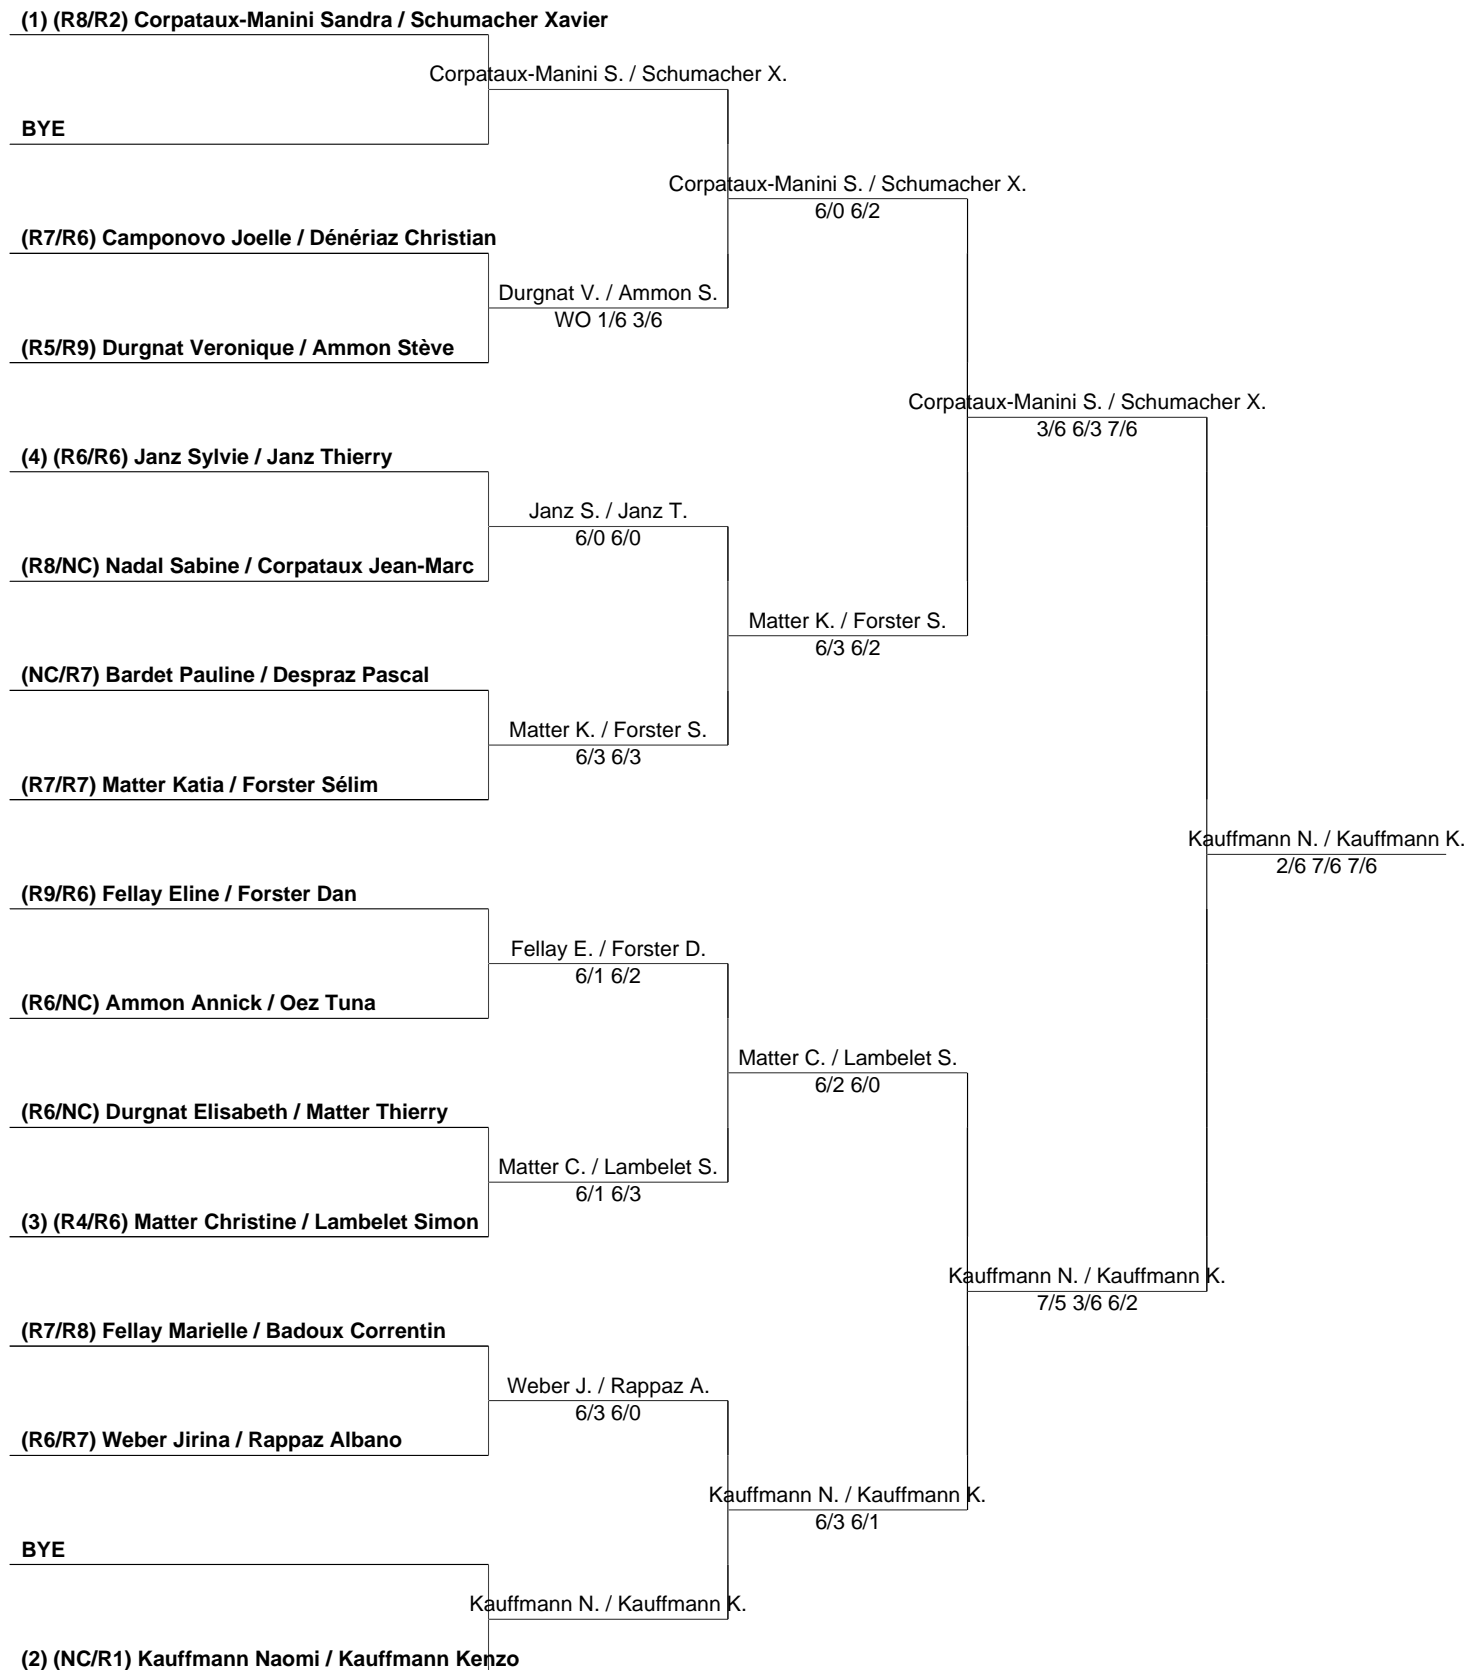 (1) (R8/R2) Corpataux-Manini Sandra / Schumacher Xavier
Corpataux-Manini S. / Schumacher X.
BYE
Corpataux-Manini S. / Schumacher X.
6/0 6/2
(R7/R6) Camponovo Joelle / Dénériaz Christian
Durgnat V. / Ammon S.
WO 1/6 3/6
(R5/R9) Durgnat Veronique / Ammon Stève
Corpataux-Manini S. / Schumacher X.
3/6 6/3 7/6
(4) (R6/R6) Janz Sylvie / Janz Thierry
Janz S. / Janz T.
6/0 6/0
(R8/NC) Nadal Sabine / Corpataux Jean-Marc
Matter K. / Forster S.
6/3 6/2
(NC/R7) Bardet Pauline / Despraz Pascal
Matter K. / Forster S.
6/3 6/3
(R7/R7) Matter Katia / Forster Sélim
Kauffmann N. / Kauffmann K.
2/6 7/6 7/6
(R9/R6) Fellay Eline / Forster Dan
Fellay E. / Forster D.
6/1 6/2
(R6/NC) Ammon Annick / Oez Tuna
Matter C. / Lambelet S.
6/2 6/0
(R6/NC) Durgnat Elisabeth / Matter Thierry
Matter C. / Lambelet S.
6/1 6/3
(3) (R4/R6) Matter Christine / Lambelet Simon
Kauffmann N. / Kauffmann K.
7/5 3/6 6/2
(R7/R8) Fellay Marielle / Badoux Correntin
Weber J. / Rappaz A.
6/3 6/0
(R6/R7) Weber Jirina / Rappaz Albano
Kauffmann N. / Kauffmann K.
6/3 6/1
BYE
Kauffmann N. / Kauffmann K.
(2) (NC/R1) Kauffmann Naomi / Kauffmann Kenzo